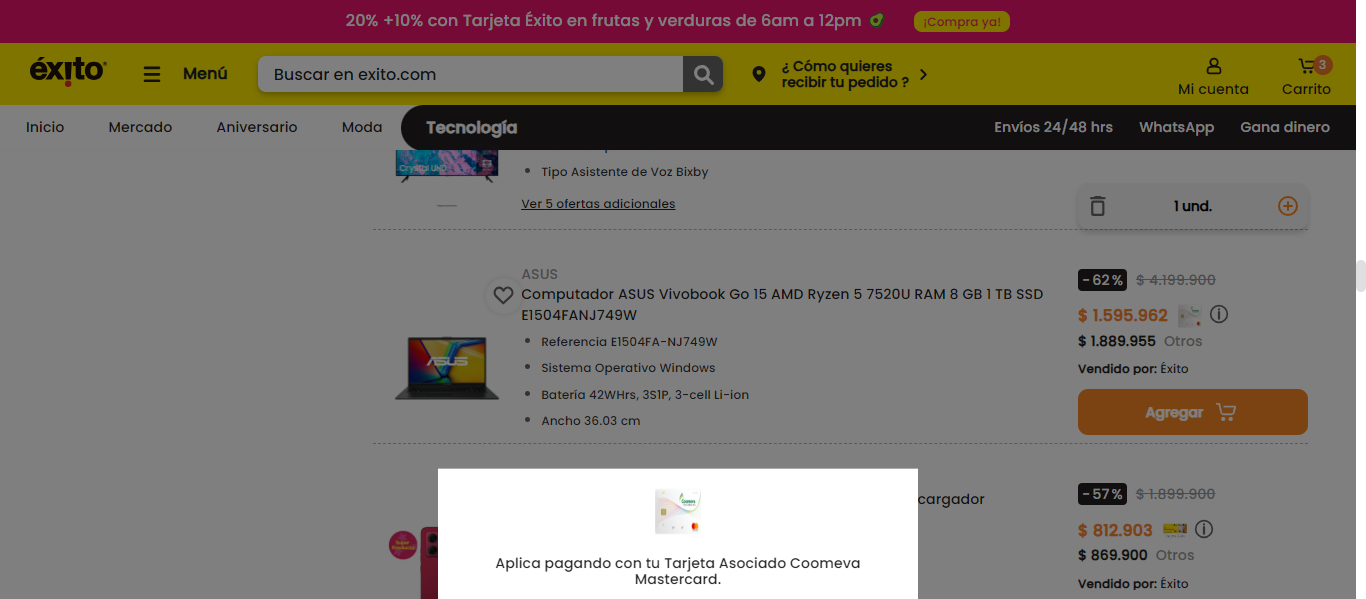 20% +10% con Tarjeta Éxito en frutas y verduras de 6am a 12pm ¡Compra ya!
éxito
Menú
Buscar en exito.com
¿ Cómo quieres
recibir tu pedido ?
Mi cuenta
3
Carrito
Inicio Mercado Aniversario Moda Tecnología Envíos 24/48 hrs WhatsApp Gana dinero
Crystal UHD
Tipo Asistente de Voz Bixby
Ver 5 ofertas adicionales
1 und.
ASUS
Computador ASUS Vivobook Go 15 AMD Ryzen 5 7520U RAM 8 GB 1 TB SSD
E1504FANJ749W
Referencia E1504FA-NJ749W
Sistema Operativo Windows
Batería 42WHrs, 3S1P, 3-cell Li-ion
Ancho 36.03 cm
ASUS
-62% $ 4.199.900
$ 1.595.962
$ 1.889.955 Otros
Vendido por: Éxito
Agregar
cargador
-57% $ 1.899.900
$ 812.903
$ 869.900 Otros
Vendido por: Éxito
Coomeva
Aplica pagando con tu Tarjeta Asociado Coomeva
Mastercard.